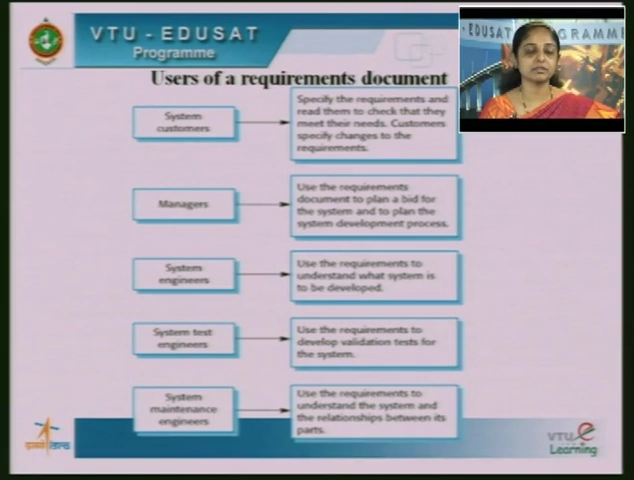 VTU - EDUSAT
Programme
- EDUSAT
GRAMME
Users of a requirements document
System
customers
Specify the requirements and
read them to check that they
meet their needs. Customers
specify changes to the
requirements.
Managers
Use the requirements
document to plan a bid for
the system and to plan the
system development process.
System
engineers
Use the requirements to
understand what system is
to be developed.
System test
engineers
Use the requirements to
develop validation tests for
the system.
System
maintenance
engineers
Use the requirements to
understand the system and
the relationships between its
parts.
VTU e
Learning